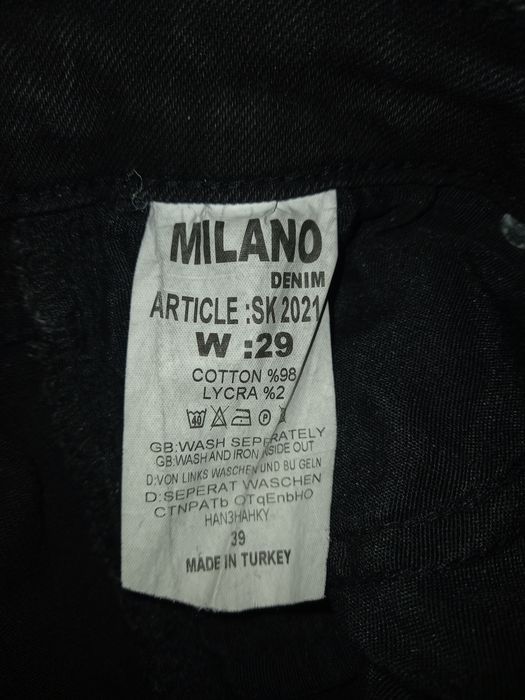 MILANO
DENIM
ARTICLE :SK 2021
W :29
COTTON %98
LYCRA %2
40 P
GB:WASH SEPERATELY
GB:WASH AND IRON INSIDE OUT
D:VON LINKS WASCHEN UND BU GELN
D:SEPERAT WASCHEN
CTNPATb OTqEnbHO
HAN3HAHKY
39
MADE IN TURKEY